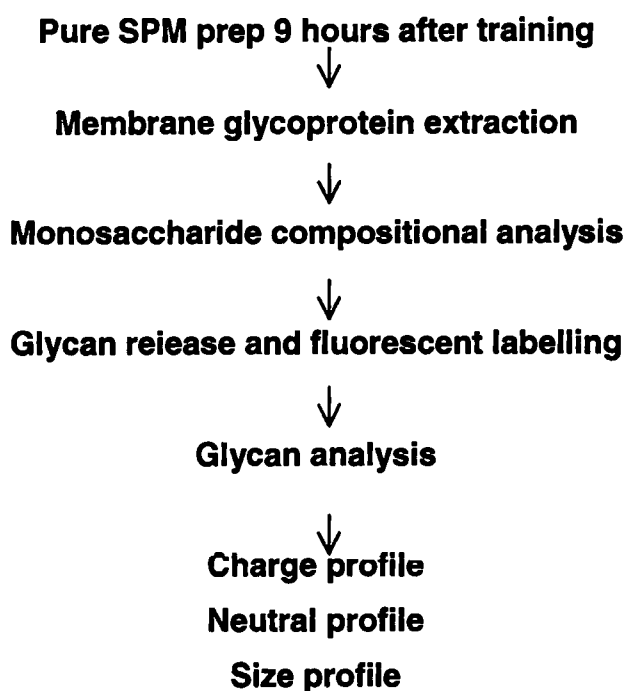 Pure SPM prep 9 hours after training
Membrane glycoprotein extraction
Monosaccharide compositional analysis
Glycan reiease and fluorescent labelling
Glycan analysis
Charge profile
Neutral profile
Size profile